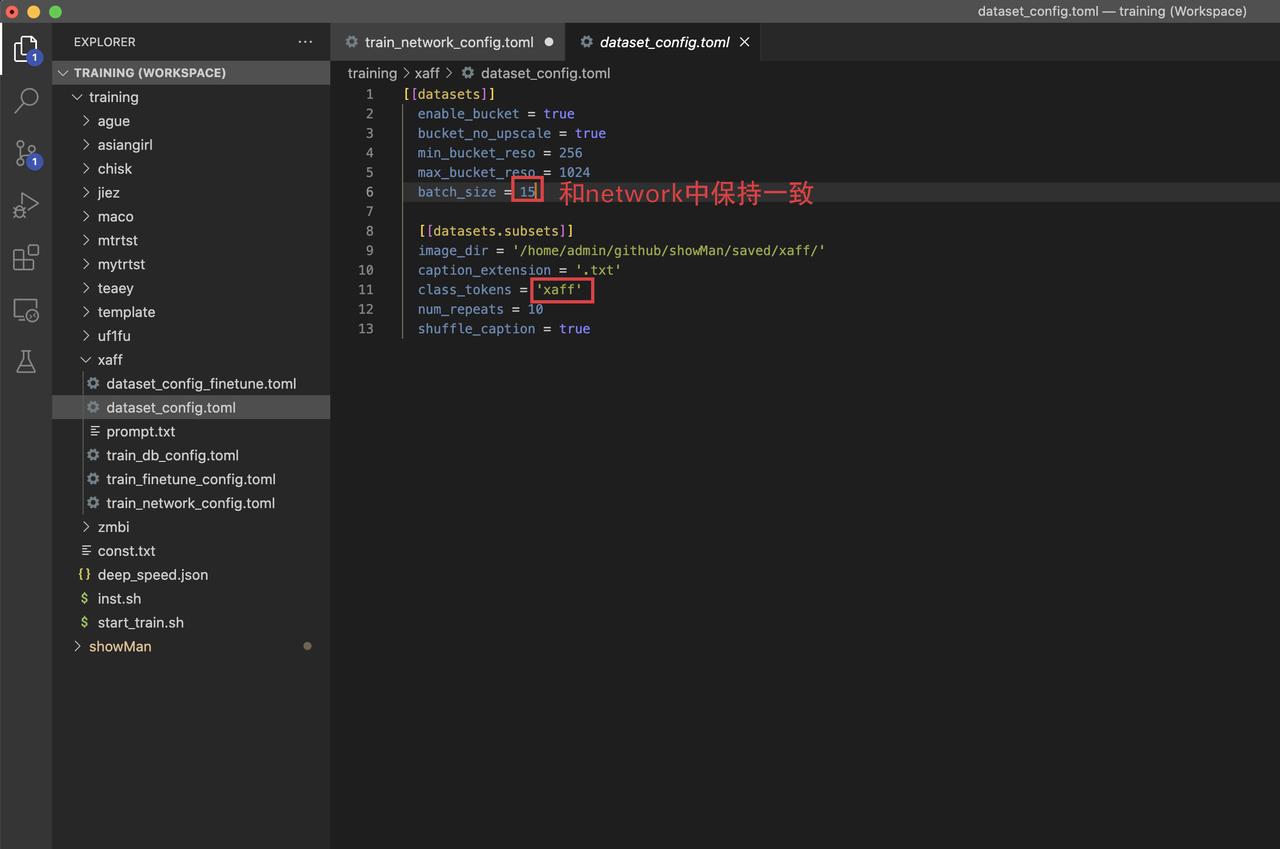 dataset_config.toml — training (Workspace)
EXPLORER
TRAINING (WORKSPACE)
training
ague
asiangirl
chisk
jiez
maco
mtrtst
mytrtst
teaey
template
uf1fu
xaff
dataset_config_finetune.toml
dataset_config.toml
prompt.txt
train_db_config.toml
train_finetune_config.toml
train_network_config.toml
zmbi
const.txt
{} deep_speed.json
$ inst.sh
$ start_train.sh
showMan
1
1
train_network_config.toml
dataset_config.toml
training > xaff > dataset_config.toml
1 [[datasets]]
2 enable_bucket = true
3 bucket_no_upscale = true
4 min_bucket_reso = 256
5 max_bucket_reso = 1024
6 batch_size = 15 和network中保持一致
7
8 [[datasets.subsets]]
9 image_dir = '/home/admin/github/showMan/saved/xaff/'
10 caption_extension = '.txt'
11 class_tokens = 'xaff'
12 num_repeats = 10
13 shuffle_caption = true